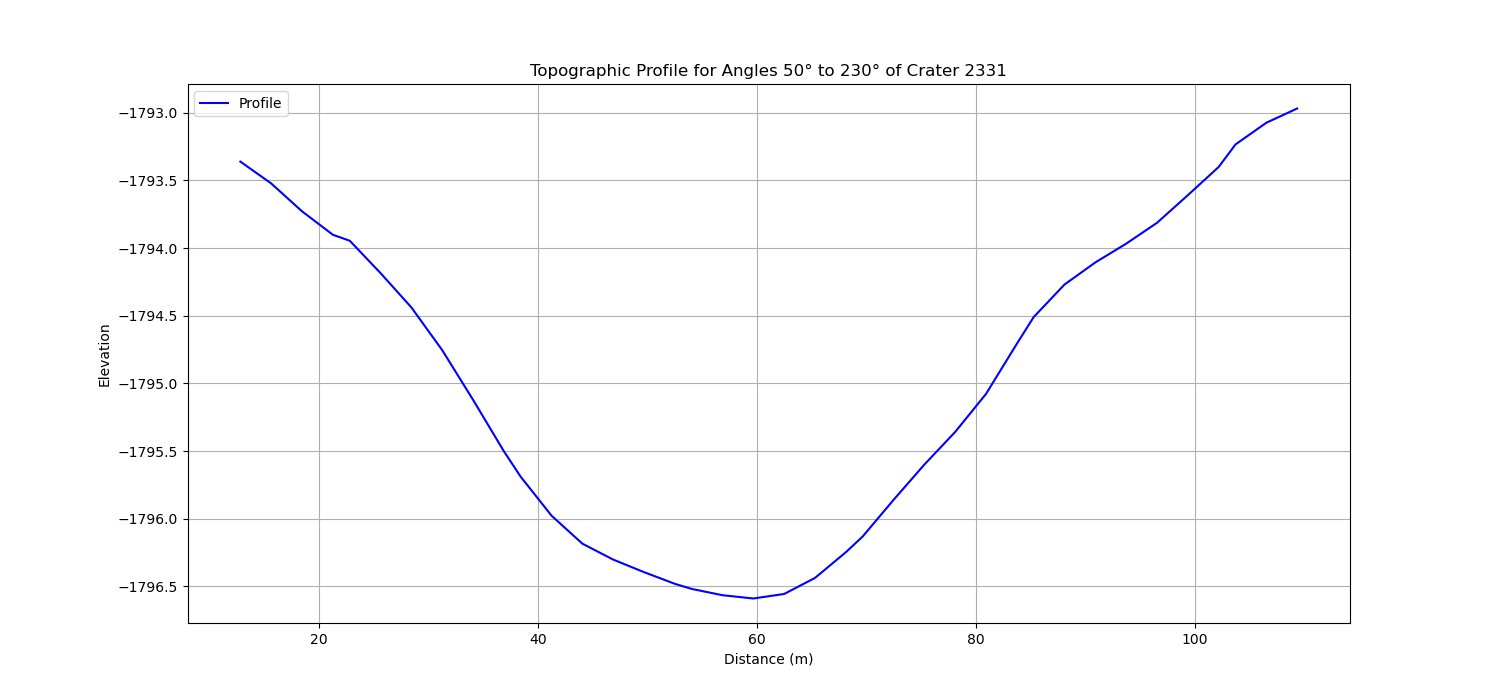 Topographic Profile for Angles 50° to 230° of Crater 2331
Profile
−1793.0
−1793.5
−1794.0
−1794.5
−1795.0
−1795.5
−1796.0
−1796.5
Elevation
20 40 60 80 100
Distance (m)